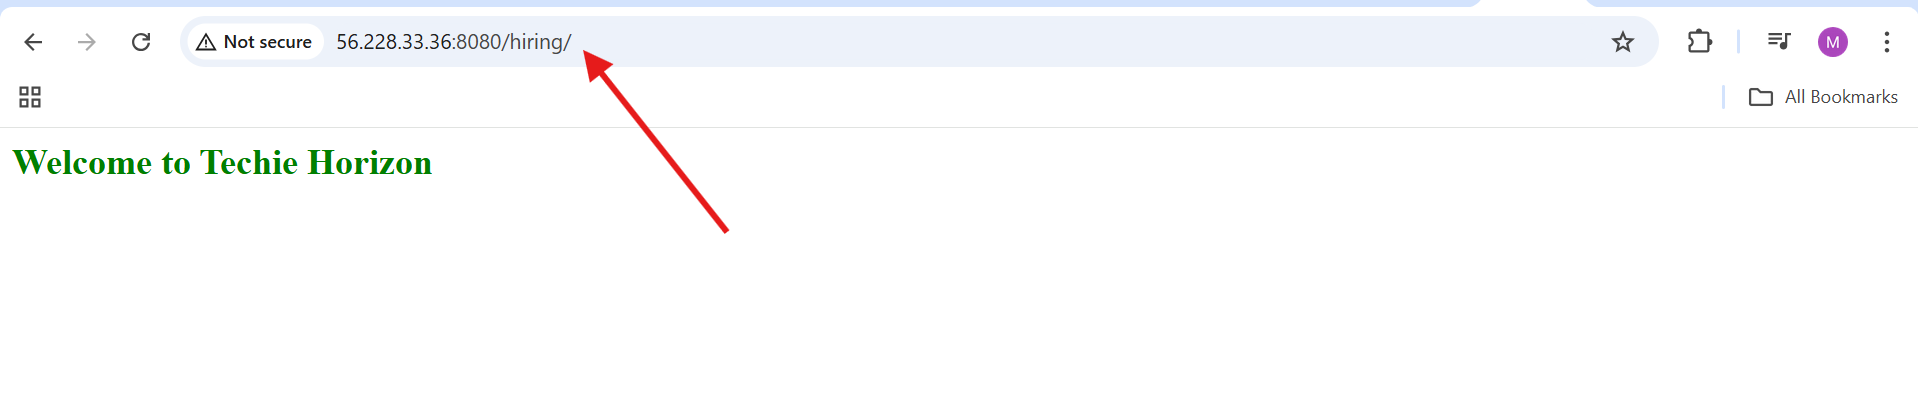 Not secure 56.228.33.36:8080/hiring/ M
All Bookmarks
Welcome to Techie Horizon